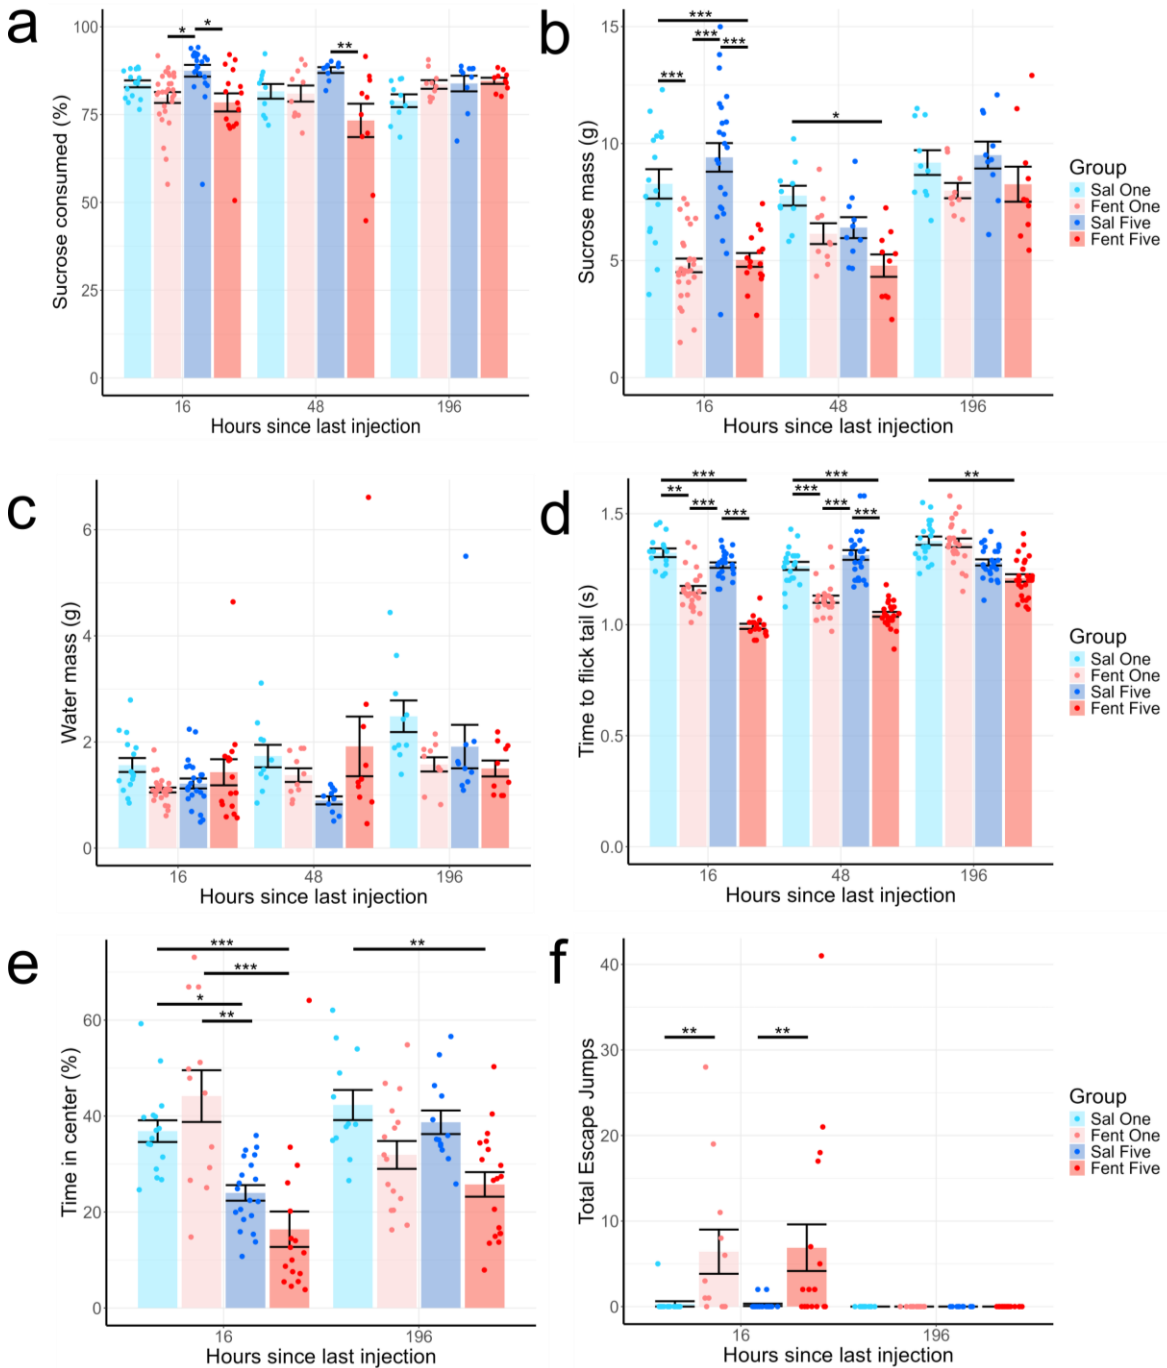 a
100
75
50
25
0
Sucrose consumed (%)
*
*
**
16
48
196
Hours since last injection
b
15
10
5
0
Sucrose mass (g)
***
***
***
***
*
16
48
196
Hours since last injection
Group
Sal One
Fent One
Sal Five
Fent Five
c
6
4
2
0
Water mass (g)
16
48
196
Hours since last injection
d
1.5
1.0
0.5
0.0
Time to flick tail (s)
***
**
***
***
***
***
***
***
**
16
48
196
Hours since last injection
Group
Sal One
Fent One
Sal Five
Fent Five
e
60
40
20
0
Time in center (%)
***
***
*
**
**
16
196
Hours since last injection
f
40
30
20
10
0
Total Escape Jumps
**
**
16
196
Hours since last injection
Group
Sal One
Fent One
Sal Five
Fent Five